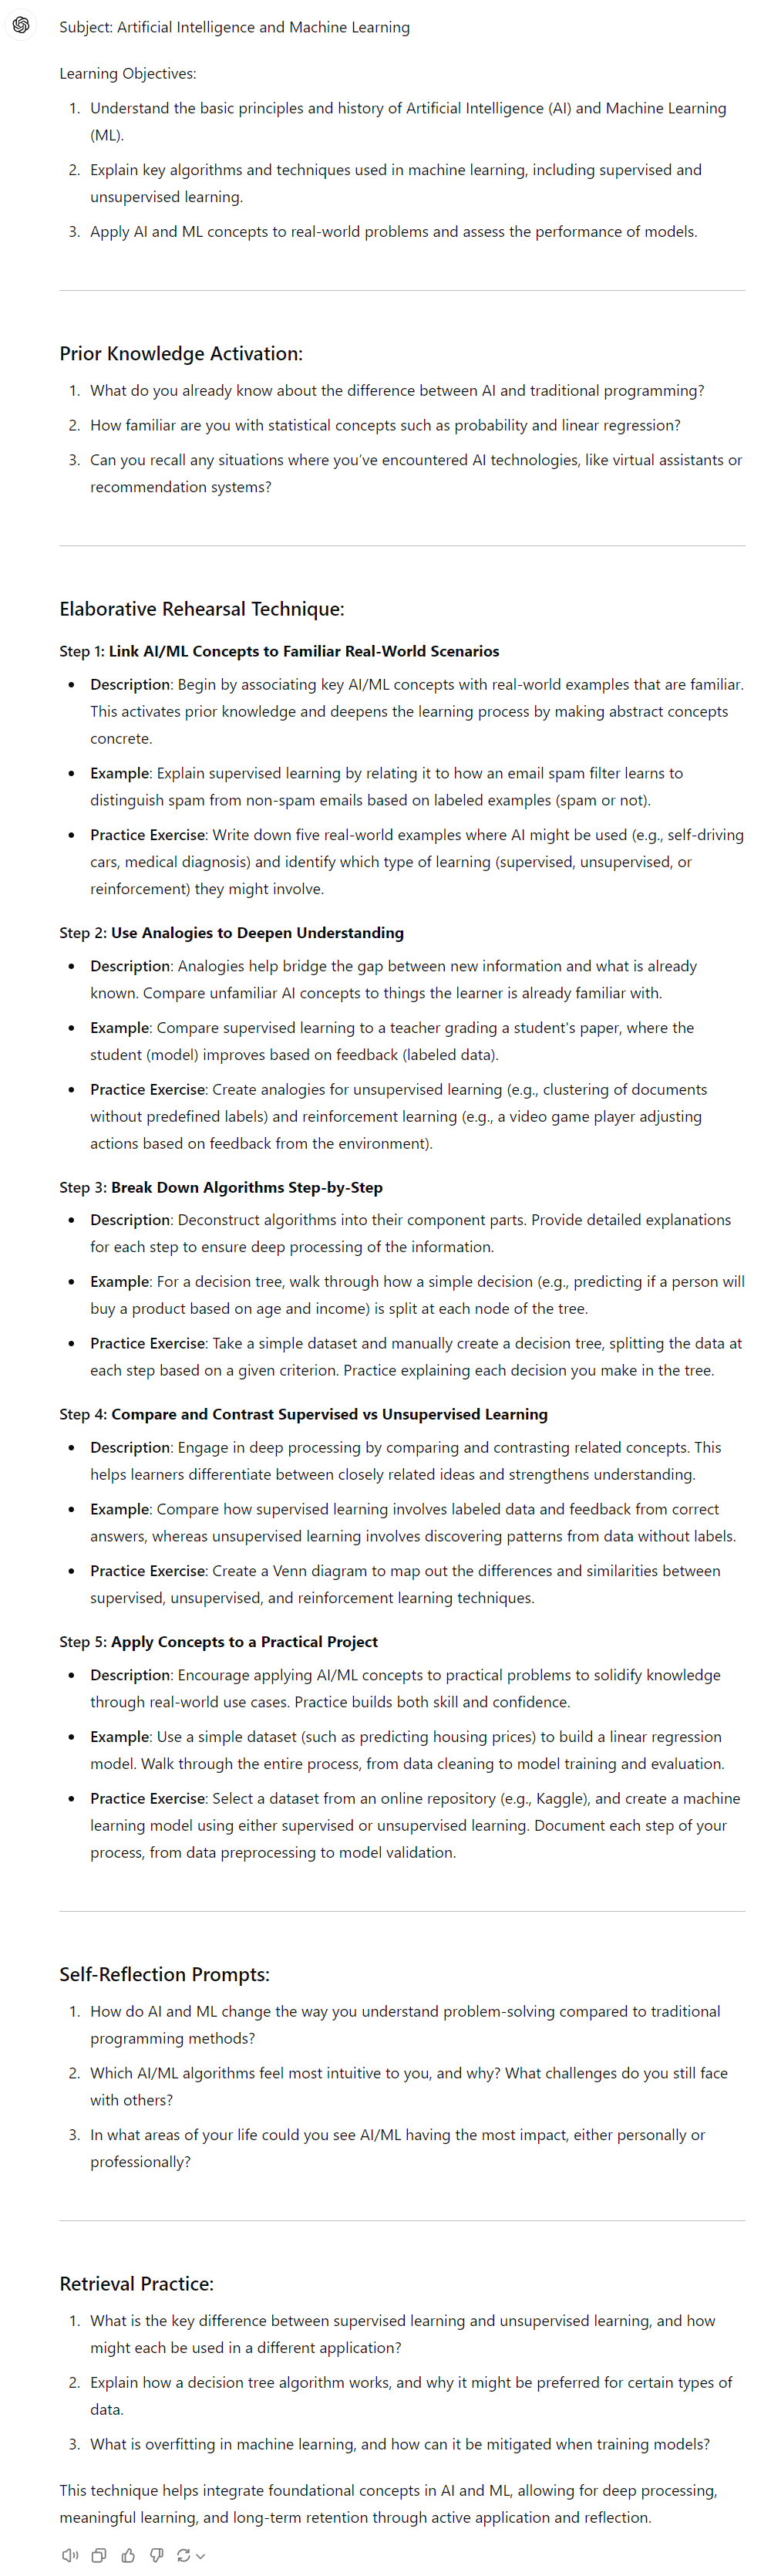 Subject: Artificial Intelligence and Machine Learning
Learning Objectives:
1. Understand the basic principles and history of Artificial Intelligence (AI) and Machine Learning
(ML).
2. Explain key algorithms and techniques used in machine learning, including supervised and
unsupervised learning.
3. Apply AI and ML concepts to real-world problems and assess the performance of models.
Prior Knowledge Activation:
1. What do you already know about the difference between AI and traditional programming?
2. How familiar are you with statistical concepts such as probability and linear regression?
3. Can you recall any situations where you've encountered AI technologies, like virtual assistants or
recommendation systems?
Elaborative Rehearsal Technique:
Step 1: Link AI/ML Concepts to Familiar Real-World Scenarios
• Description: Begin by associating key AI/ML concepts with real-world examples that are familiar.
This activates prior knowledge and deepens the learning process by making abstract concepts
concrete.
• Example: Explain supervised learning by relating it to how an email spam filter learns to
distinguish spam from non-spam emails based on labeled examples (spam or not).
• Practice Exercise: Write down five real-world examples where AI might be used (e.g., self-driving
cars, medical diagnosis) and identify which type of learning (supervised, unsupervised, or
reinforcement) they might involve.
Step 2: Use Analogies to Deepen Understanding
• Description: Analogies help bridge the gap between new information and what is already
known. Compare unfamiliar AI concepts to things the learner is already familiar with.
• Example: Compare supervised learning to a teacher grading a student's paper, where the
student (model) improves based on feedback (labeled data).
• Practice Exercise: Create analogies for unsupervised learning (e.g., clustering of documents
without predefined labels) and reinforcement learning (e.g., a video game player adjusting
actions based on feedback from the environment).
Step 3: Break Down Algorithms Step-by-Step
• Description: Deconstruct algorithms into their component parts. Provide detailed explanations
for each step to ensure deep processing of the information.
• Example: For a decision tree, walk through how a simple decision (e.g., predicting if a person will
buy a product based on age and income) is split at each node of the tree.
• Practice Exercise: Take a simple dataset and manually create a decision tree, splitting the data at
each step based on a given criterion. Practice explaining each decision you make in the tree.
Step 4: Compare and Contrast Supervised vs Unsupervised Learning
• Description: Engage in deep processing by comparing and contrasting related concepts. This
helps learners differentiate between closely related ideas and strengthens understanding.
• Example: Compare how supervised learning involves labeled data and feedback from correct
answers, whereas unsupervised learning involves discovering patterns from data without labels.
• Practice Exercise: Create a Venn diagram to map out the differences and similarities between
supervised, unsupervised, and reinforcement learning techniques.
Step 5: Apply Concepts to a Practical Project
• Description: Encourage applying AI/ML concepts to practical problems to solidify knowledge
through real-world use cases. Practice builds both skill and confidence.
• Example: Use a simple dataset (such as predicting housing prices) to build a linear regression
model. Walk through the entire process, from data cleaning to model training and evaluation.
• Practice Exercise: Select a dataset from an online repository (e.g., Kaggle), and create a machine
learning model using either supervised or unsupervised learning. Document each step of your
process, from data preprocessing to model validation.
Self-Reflection Prompts:
1. How do AI and ML change the way you understand problem-solving compared to traditional
programming methods?
2. Which AI/ML algorithms feel most intuitive to you, and why? What challenges do you still face
with others?
3. In what areas of your life could you see AI/ML having the most impact, either personally or
professionally?
Retrieval Practice:
1. What is the key difference between supervised learning and unsupervised learning, and how
might each be used in a different application?
2. Explain how a decision tree algorithm works, and why it might be preferred for certain types of
data.
3. What is overfitting in machine learning, and how can it be mitigated when training models?
This technique helps integrate foundational concepts in AI and ML, allowing for deep processing,
meaningful learning, and long-term retention through active application and reflection.